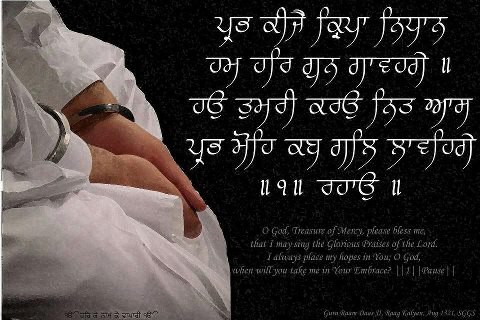 ਪ੍ਰਭ ਕੀਜੈ ਕ੍ਰਿਪਾ ਨਿਧਾਨ
ਹਮ ਹਰਿ ਗੁਨ ਗਾਵਹਗੇ ॥
ਹਉ ਤੁਮਰੀ ਕਰਉ ਨਿਤ ਆਸ
ਪ੍ਰਭ ਮੋਹਿ ਕਬ ਗਲਿ ਲਾਵਹਿਗੇ
॥੧॥ ਰਹਾਉ ॥
O God, Treasure of Mercy, please bless me,
that I may sing the Glorious Praises of the Lord.
I always place my hopes in You; O God,
when will you take me in Your Embrace? ||1||Pause||
Guru Raam Daas Ji, Raag Kalyan, Ang 1321, SGGS